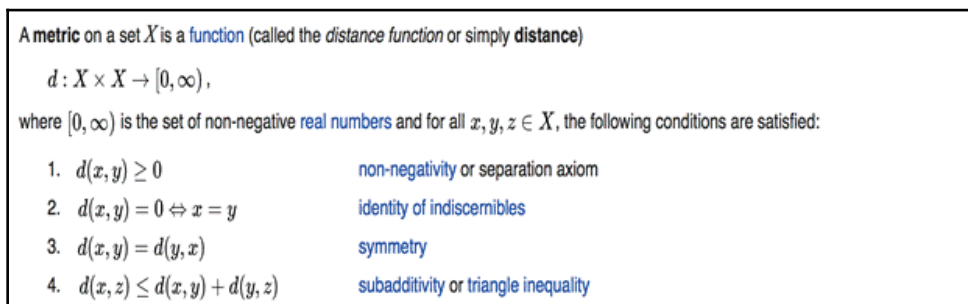 A metric on a set X is a function (called the distance function or simply distance)
d : X × X → [0, ∞),
where [0, ∞) is the set of non-negative real numbers and for all x, y, z ∈ X, the following conditions are satisfied:
1. d(x, y) ≥ 0 non-negativity or separation axiom
2. d(x, y) = 0 ⇔ x = y identity of indiscernibles
3. d(x, y) = d(y, x) symmetry
4. d(x, z) ≤ d(x, y) + d(y, z) subadditivity or triangle inequality